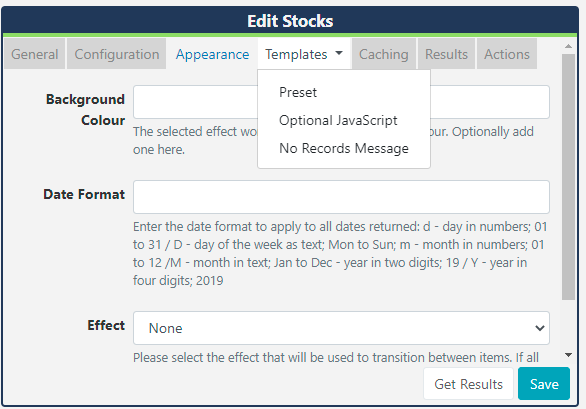 Edit Stocks
General Configuration Appearance Templates Caching Results Actions
Preset
Optional JavaScript
No Records Message
Background
Colour
The selected effect wo
our. Optionally add
one here.
Date Format
Enter the date format to apply to all dates returned: d - day in numbers; 01
to 31 / D - day of the week as text; Mon to Sun; m - month in numbers; 01
to 12 /M - month in text; Jan to Dec - year in two digits; 19 / Y - year in
four digits; 2019
Effect
None
Please select the effect that will be used to transition between items. If all
Get Results
Save